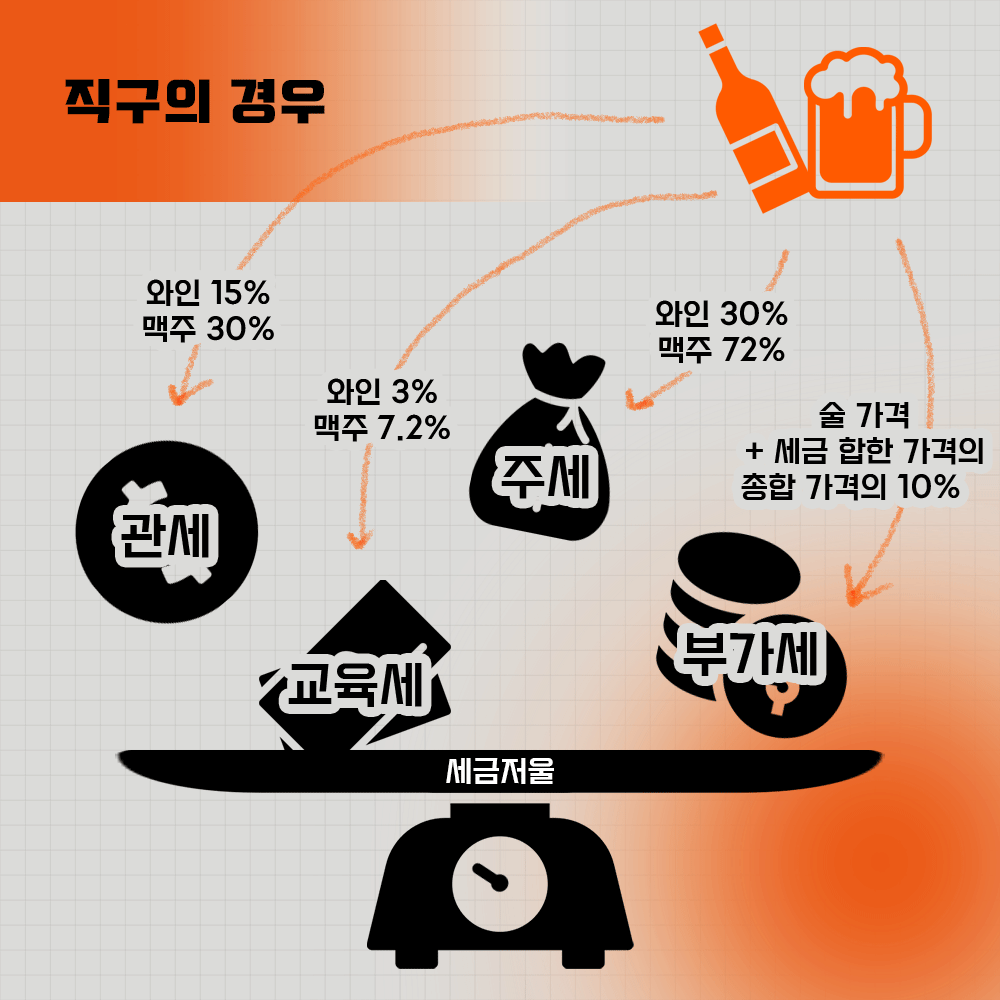 직구의 경우
와인 15%
맥주 30%
와인 3%
맥주 7.2%
와인 30%
맥주 72%
술 가격
+ 세금 합한 가격의
종합 가격의 10%
관세
주세
교육세
부가세
세금저울